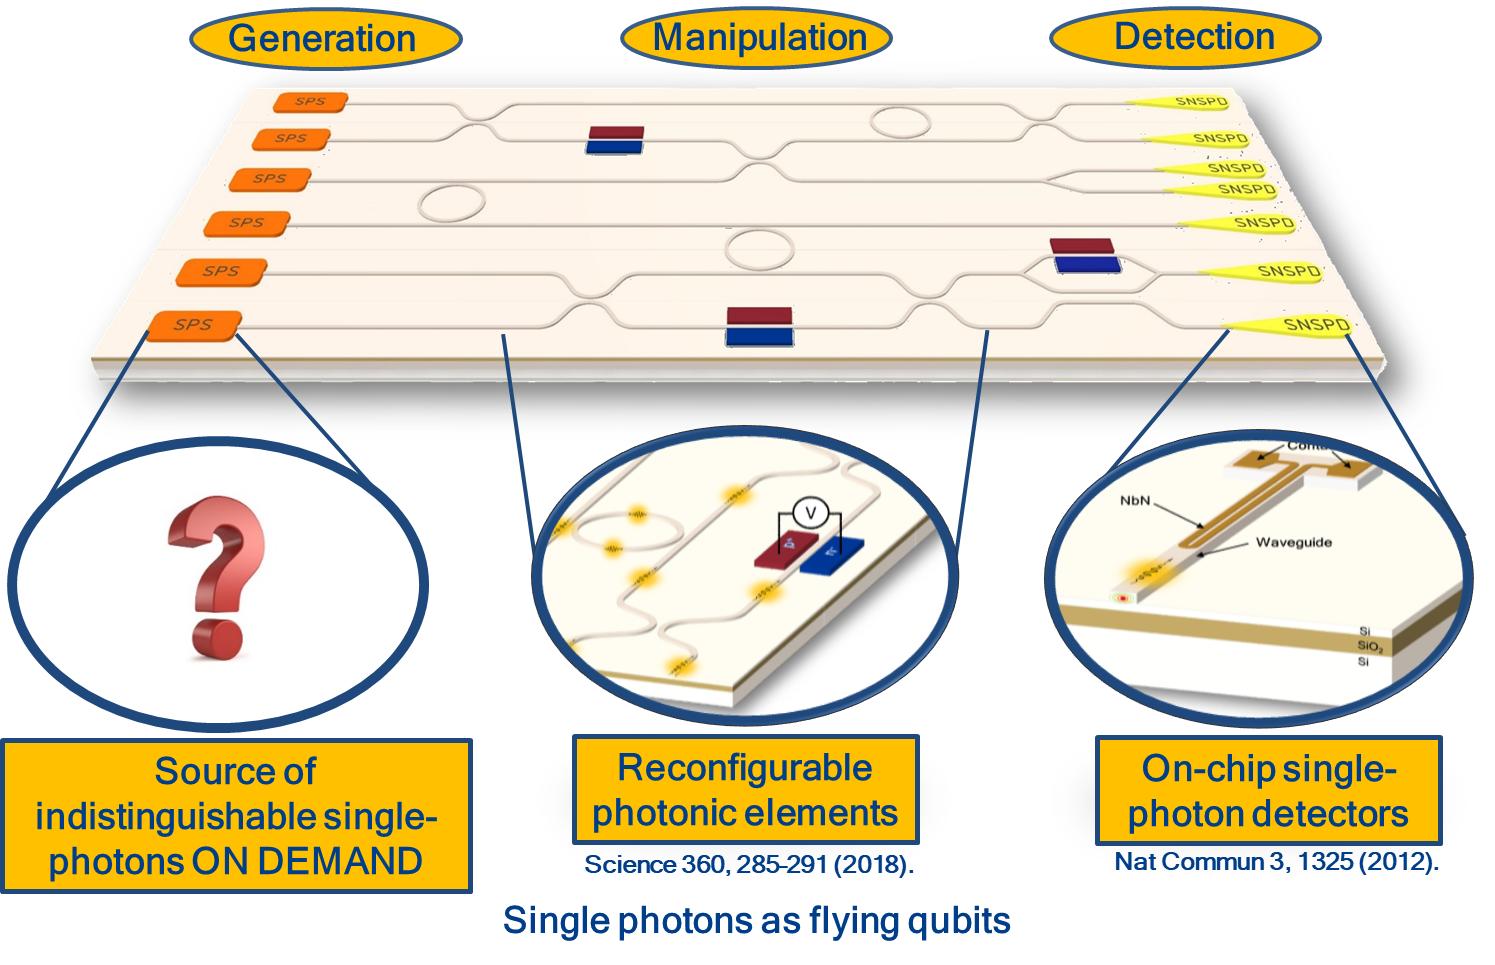 Generation
Manipulation
Detection
SPS
SNSPD
SPS
SNSPD
SPS
SNSPD
SNSPD
SPS
SNSPD
SPS
SNSPD
SPS
SNSPD
V
P+
n-
NbN
Waveguide
Si
SiO2
Si
Source of
indistinguishable single-
photons ON DEMAND
Reconfigurable
photonic elements
Science 360, 285-291 (2018).
On-chip single-
photon detectors
Nat Commun 3, 1325 (2012).
Single photons as flying qubits